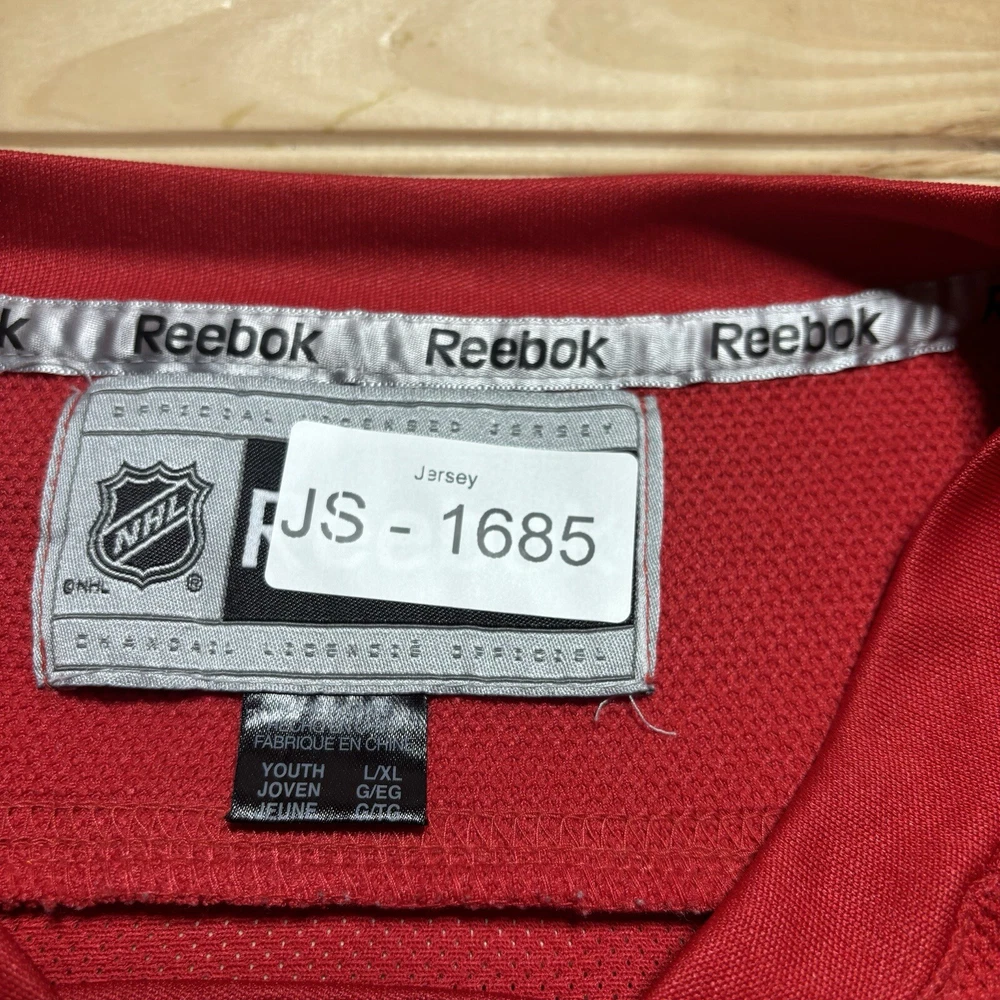 k Reebok Reebok Reebok
OFFICIAL LICENSED JERSEY
Jersey
JS - 1685
NHL
R
©NHL ®
CHANDAIL LICENCIÉ OFFICIEL
FABRIQUE EN CHINE
YOUTH L/XL
JOVEN G/EG
JEUNE G/TG